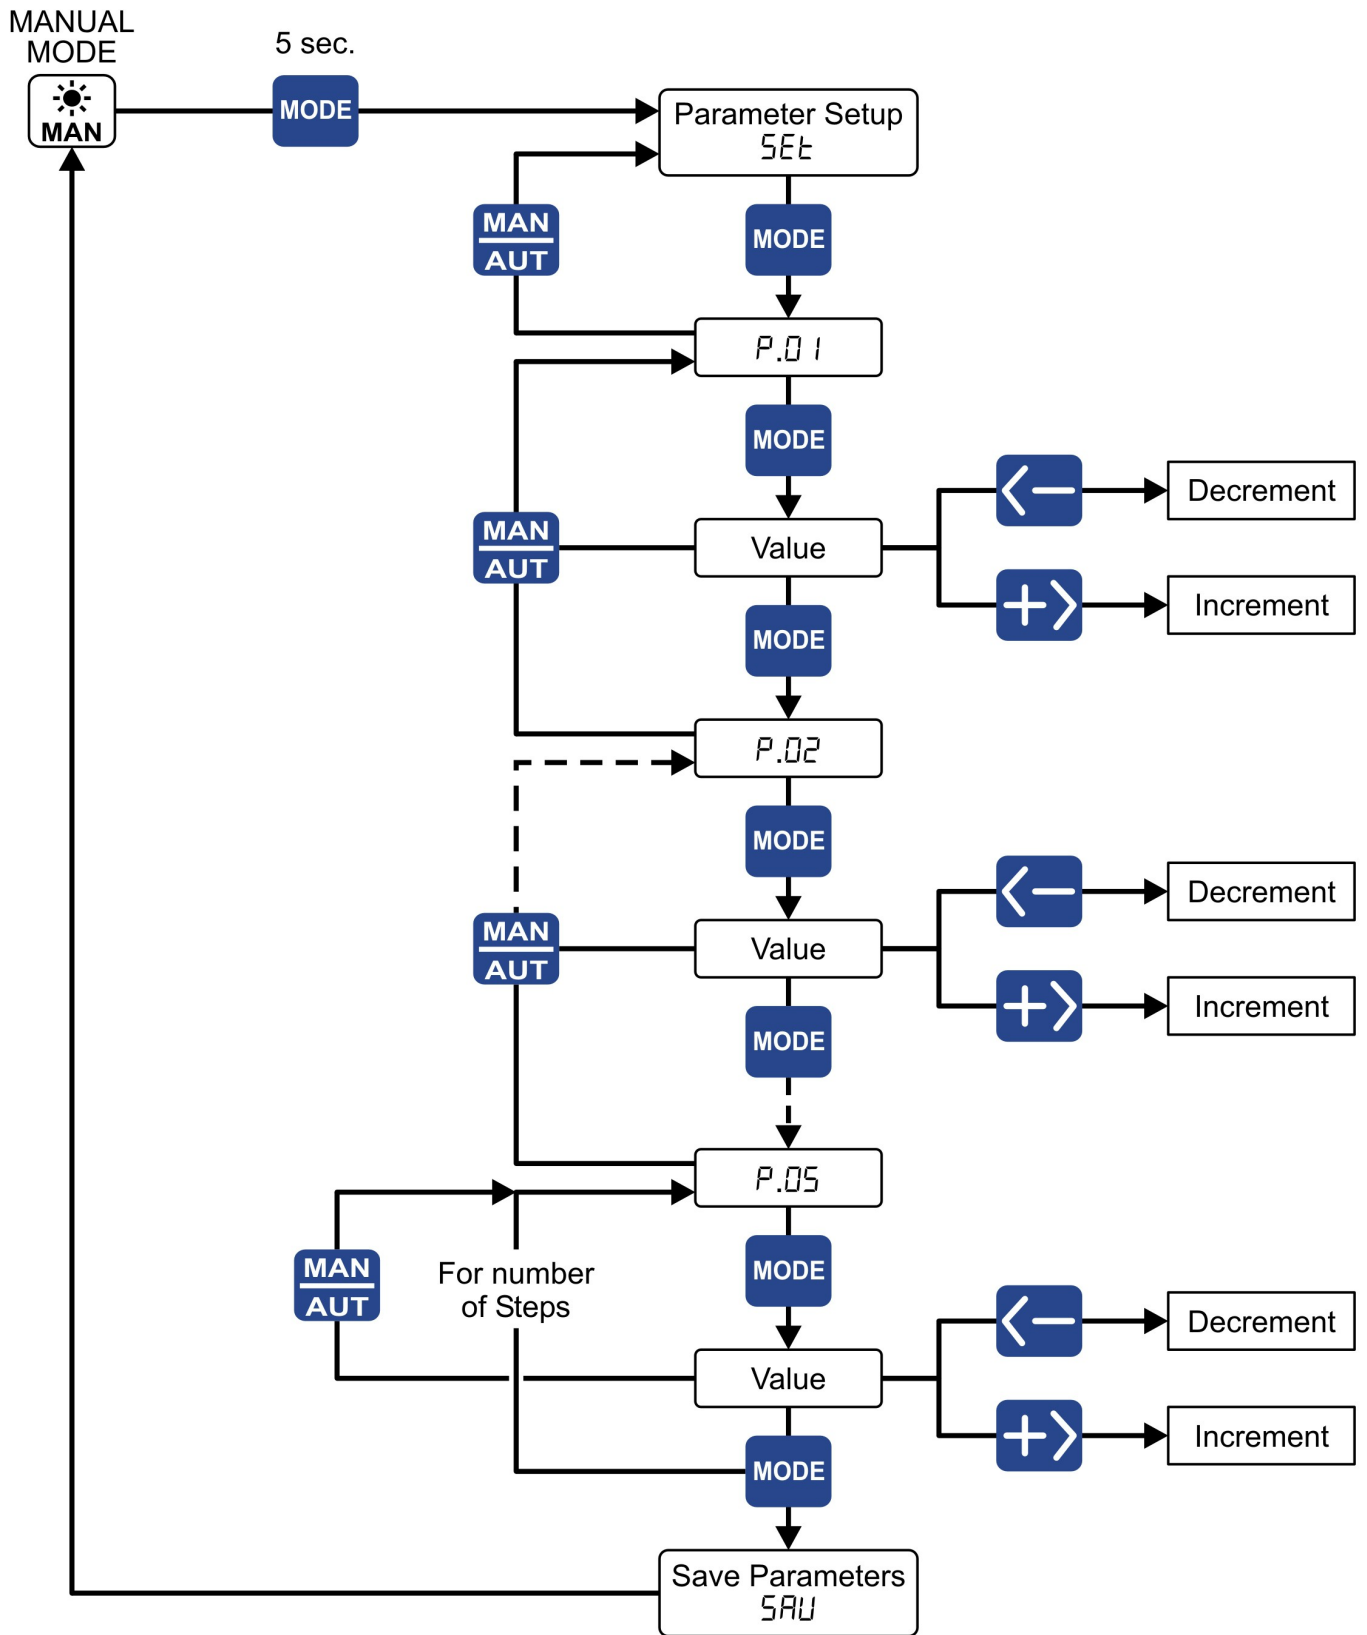 MANUAL
MODE
5 sec.
MAN
MODE
Parameter Setup
SEt
MAN
AUT
MODE
P.01
MODE
Decrement
MAN
AUT
Value
Increment
MODE
P.02
MODE
Decrement
MAN
AUT
Value
Increment
MODE
P.05
MAN
AUT
For number
of Steps
MODE
Decrement
Value
Increment
MODE
Save Parameters
SAU